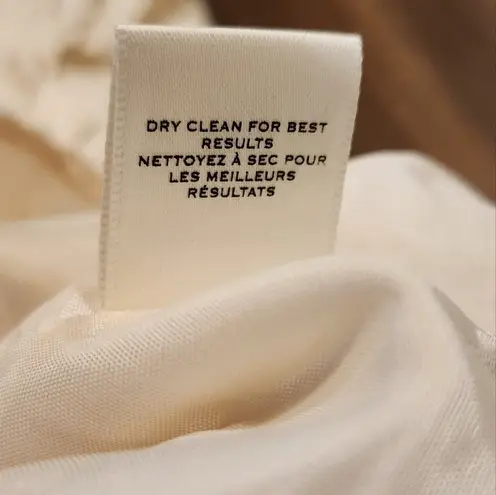 DRY CLEAN FOR BEST
RESULTS
NETTOYEZ À SEC POUR
LES MEILLEURS
RÉSULTATS